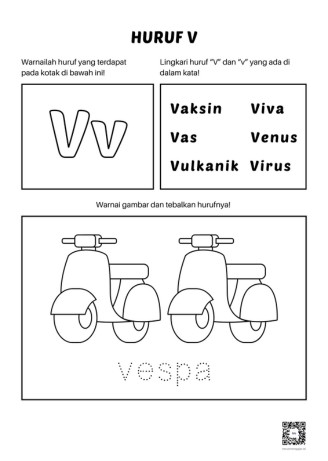 HURUF V
Warnailah huruf yang terdapat
pada kotak di bawah ini!
Lingkari huruf "V" dan "v" yang ada di
dalam kata!
Vv
Vaksin Viva
Vas Venus
Vulkanik Virus
Warnai gambar dan tebalkan hurufnya!
vespa